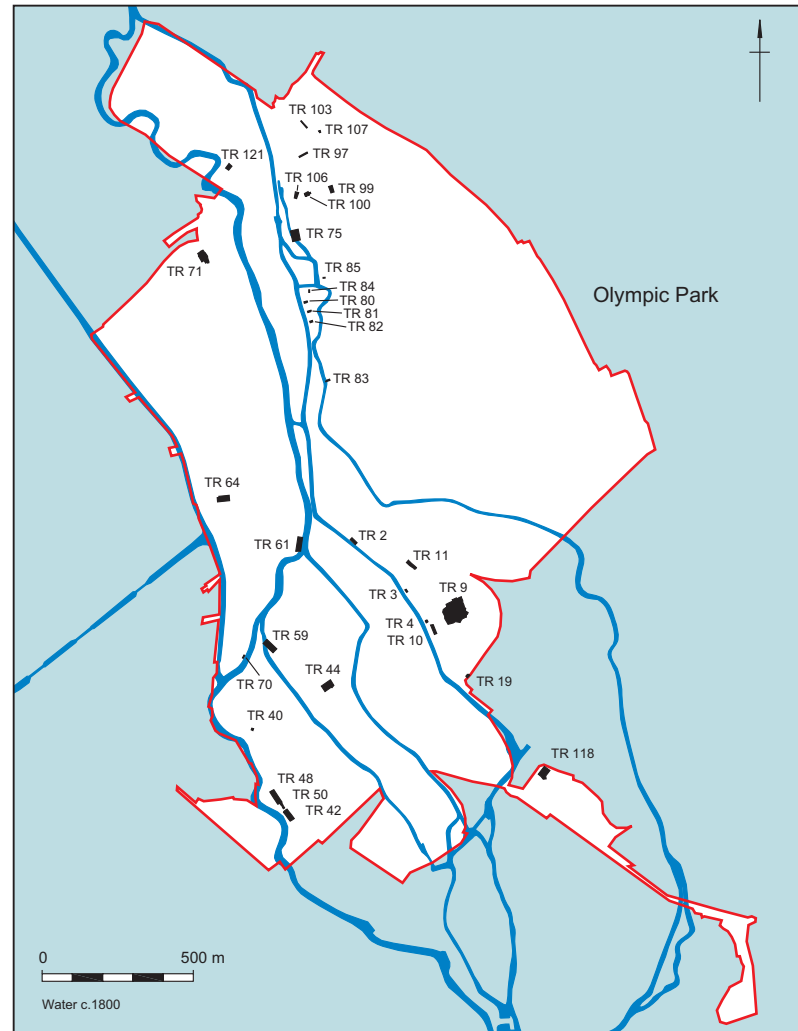 TR 103
TR 107
TR 97
TR 121
TR 106
TR 99
TR 100
TR 75
TR 71
TR 85
TR 84
TR 80
TR 81
TR 82
Olympic Park
TR 83
TR 64
TR 2
TR 61
TR 11
TR 3
TR 9
TR 4
TR 10
TR 59
TR 70
TR 44
TR 19
TR 40
TR 118
TR 48
TR 50
TR 42
0 500 m
Water c.1800